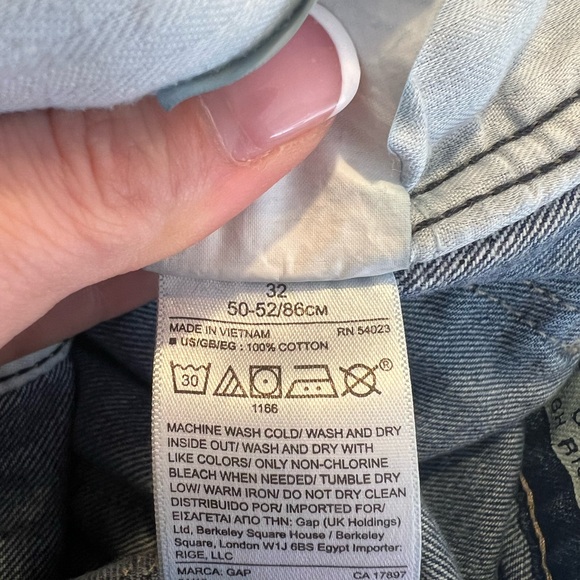 32
50-52/86CM
MADE IN VIETNAM RN 54023
■ US/GB/EG : 100% COTTON
30
®
1166
MACHINE WASH COLD/ WASH AND DRY
INSIDE OUT/ WASH AND DRY WITH
LIKE COLORS/ ONLY NON-CHLORINE
BLEACH WHEN NEEDED/ TUMBLE DRY
LOW/ WARM IRON/ DO NOT DRY CLEAN
DISTRIBUIDO POR/ IMPORTED FOR/
ΕΙΣΑΓΕΤΑΙ ΑΠΟ ΤΗΝ: Gap (UK Holdings)
Ltd, Berkeley Square House / Berkeley
Square, London W1J 6BS Egypt Importer:
RIGE, LLC
MARCA: GAP CA 17897